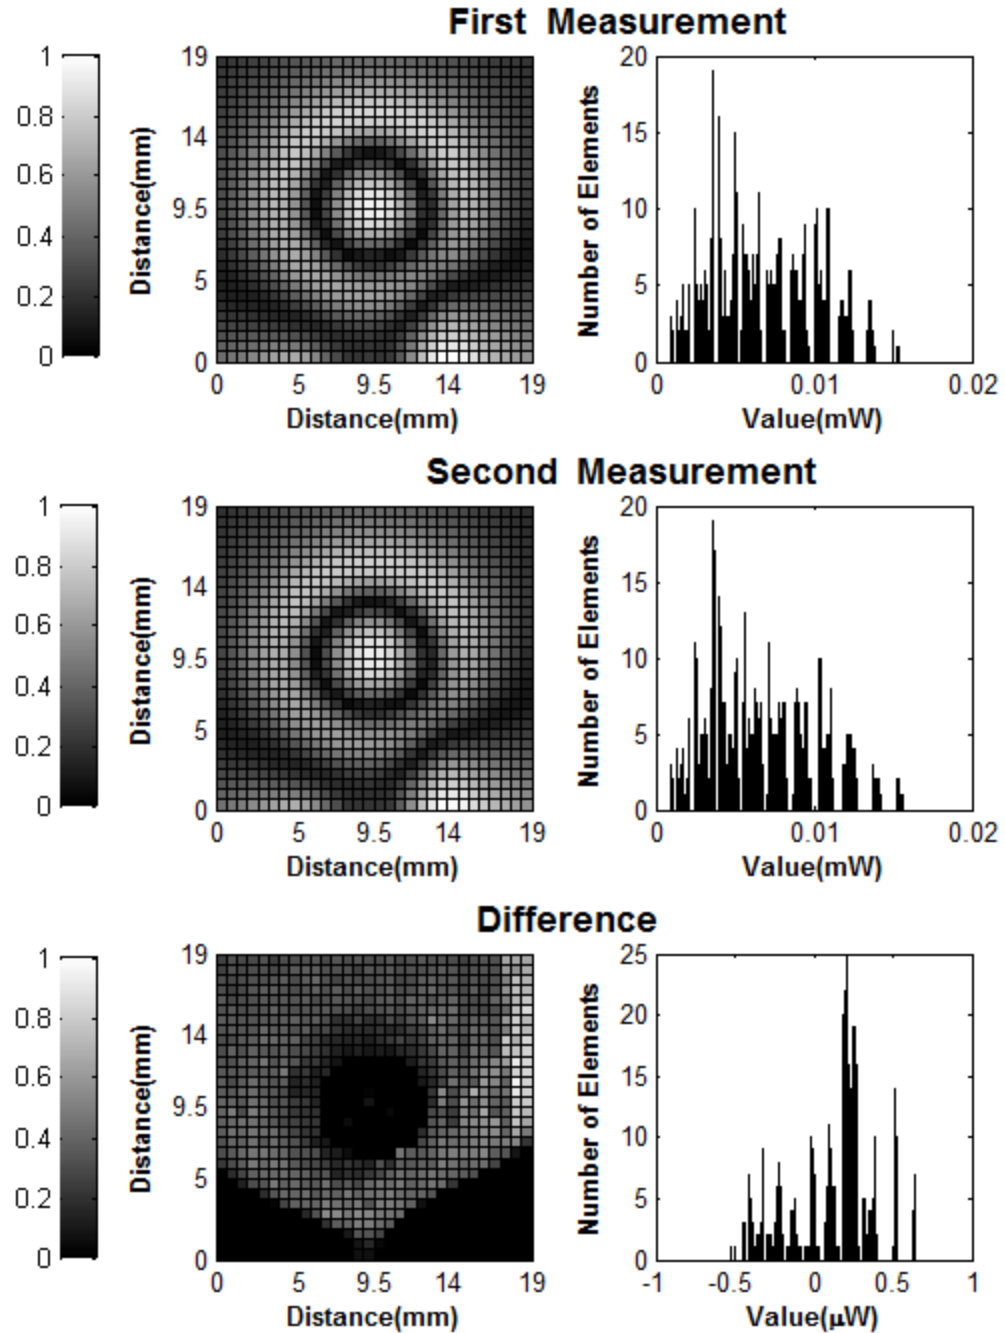 First Measurement
1
0.8
0.6
0.4
0.2
0
Distance(mm)
19
14
9.5
5
0
0 5 9.5 14 19
Distance(mm)
Number of Elements
20
15
10
5
0
0 0.01 0.02
Value(mW)
Second Measurement
1
0.8
0.6
0.4
0.2
0
Distance(mm)
19
14
9.5
5
0
0 5 9.5 14 19
Distance(mm)
Number of Elements
20
15
10
5
0
0 0.01 0.02
Value(mW)
Difference
1
0.8
0.6
0.4
0.2
0
Distance(mm)
19
14
9.5
5
0
0 5 9.5 14 19
Distance(mm)
Number of Elements
25
20
15
10
5
0
-1 -0.5 0 0.5 1
Value(μW)